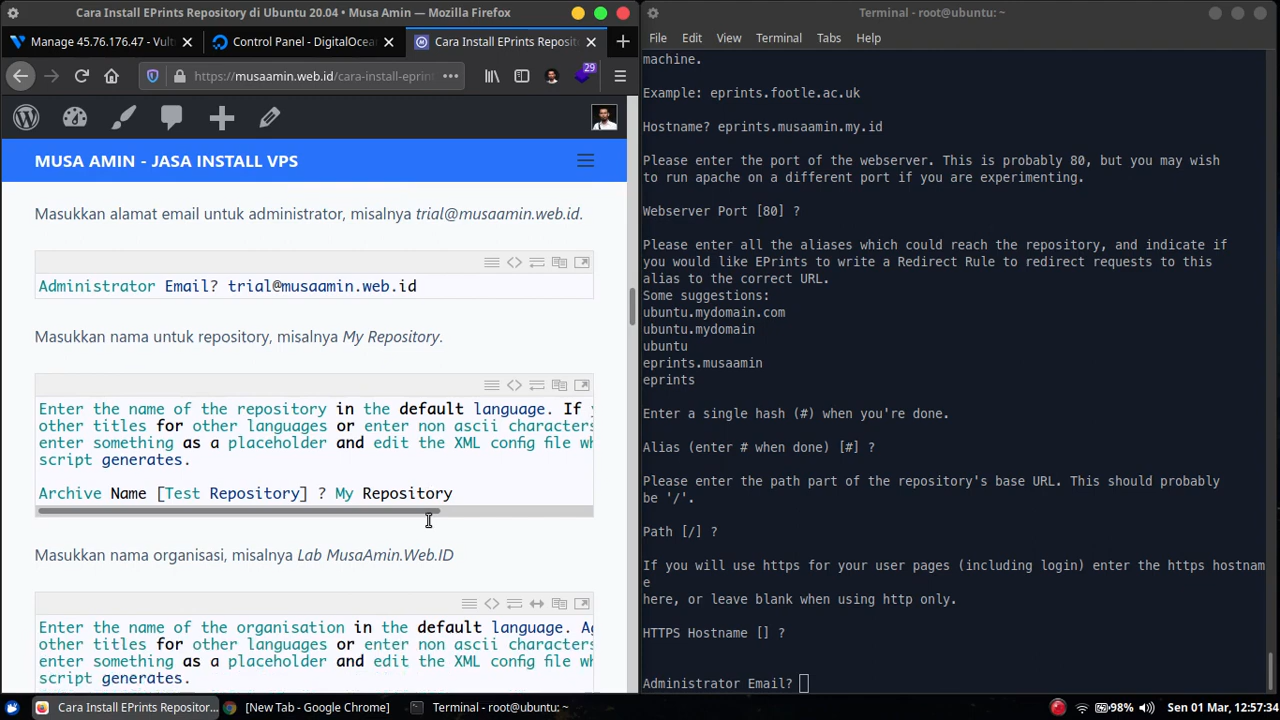 Cara Install EPrints Repository di Ubuntu 20.04 • Musa Amin - Mozilla Firefox
Manage 45.76.176.47 - Vult
Control Panel - DigitalOcea
Cara Install EPrints Reposit
https://musaamin.web.id/cara-install-eprint
29
MUSA AMIN - JASA INSTALL VPS
Masukkan alamat email untuk administrator, misalnya trial@musaamin.web.id.
Administrator Email? trial@musaamin.web.id
Masukkan nama untuk repository, misalnya My Repository.
Enter the name of the repository in the default language. If y
other titles for other languages or enter non ascii characters
enter something as a placeholder and edit the XML config file wh
script generates.
Archive Name [Test Repository] ? My Repository
Masukkan nama organisasi, misalnya Lab MusaAmin.Web.ID
Enter the name of the organisation in the default language. Ag
other titles for other languages or enter non ascii characters
enter something as a placeholder and edit the XML config file wh
script generates.
Terminal - root@ubuntu: ~
File Edit View Terminal Tabs Help
machine.
Example: eprints.footle.ac.uk
Hostname? eprints.musaamin.my.id
Please enter the port of the webserver. This is probably 80, but you may wish
to run apache on a different port if you are experimenting.
Webserver Port [80] ?
Please enter all the aliases which could reach the repository, and indicate if
you would like EPrints to write a Redirect Rule to redirect requests to this
alias to the correct URL.
Some suggestions:
ubuntu.mydomain.com
ubuntu.mydomain
ubuntu
eprints.musaamin
eprints
Enter a single hash (#) when you're done.
Alias (enter # when done) [#] ?
Please enter the path part of the repository's base URL. This should probably
be '/'.
Path [/] ?
If you will use https for your user pages (including login) enter the https hostnam
e
here, or leave blank when using http only.
HTTPS Hostname [] ?
Administrator Email?
Cara Install EPrints Repositor...
[New Tab - Google Chrome]
Terminal - root@ubuntu: ~
98%
Sen 01 Mar, 12:57:34